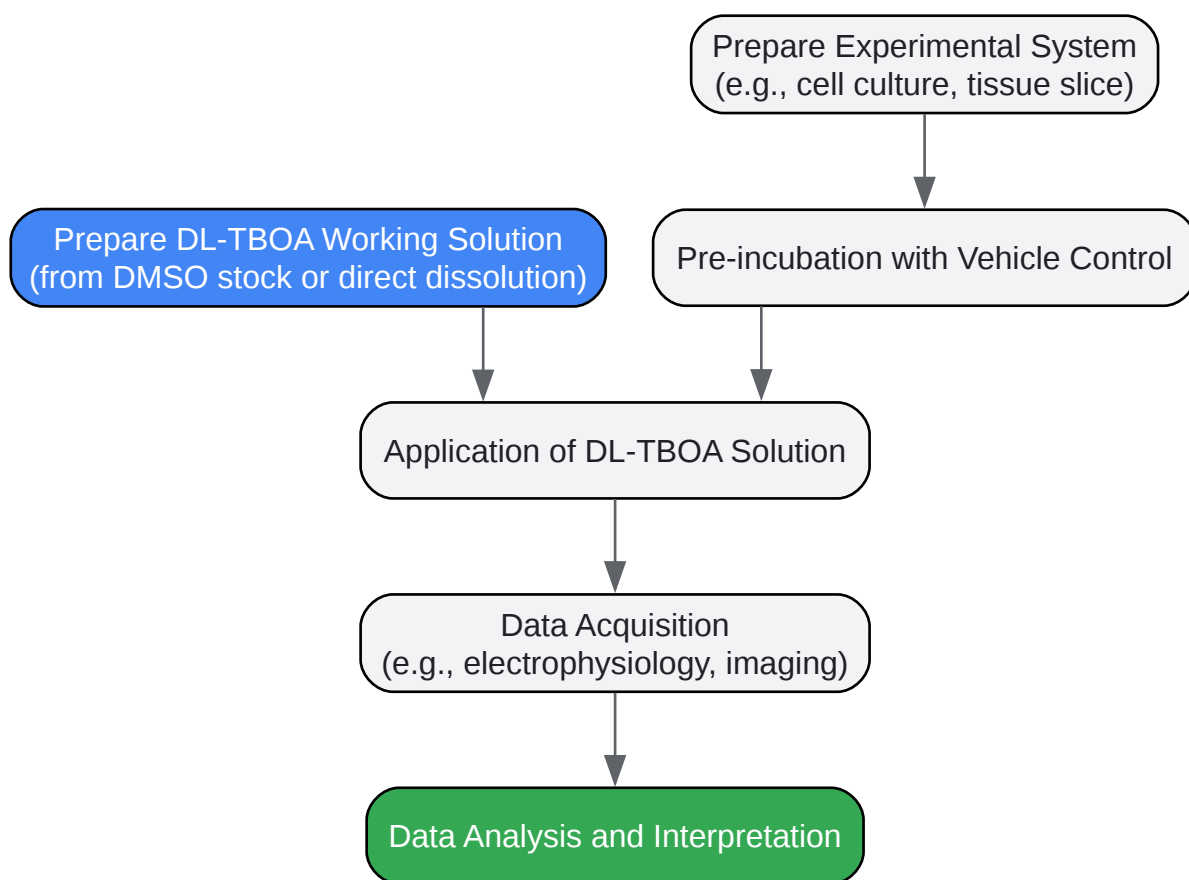 Prepare Experimental System
(e.g., cell culture, tissue slice)
Prepare DL-TBOA Working Solution
(from DMSO stock or direct dissolution)
Pre-incubation with Vehicle Control
Application of DL-TBOA Solution
Data Acquisition
(e.g., electrophysiology, imaging)
Data Analysis and Interpretation